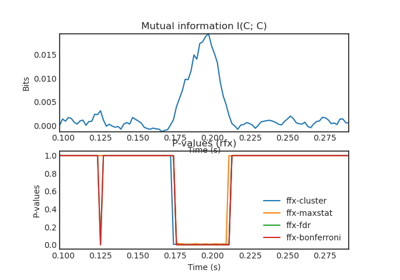 Mutual information I(C; C)
Bits
0.015
0.010
0.005
0.000
0.100 0.125 0.150 0.175 0.200 0.225 0.250 0.275
Time (s)
P-values (rfx)
P-values
1.0
0.8
0.6
0.4
0.2
0.0
ffx-cluster
ffx-maxstat
ffx-fdr
ffx-bonferroni
0.100 0.125 0.150 0.175 0.200 0.225 0.250 0.275
Time (s)